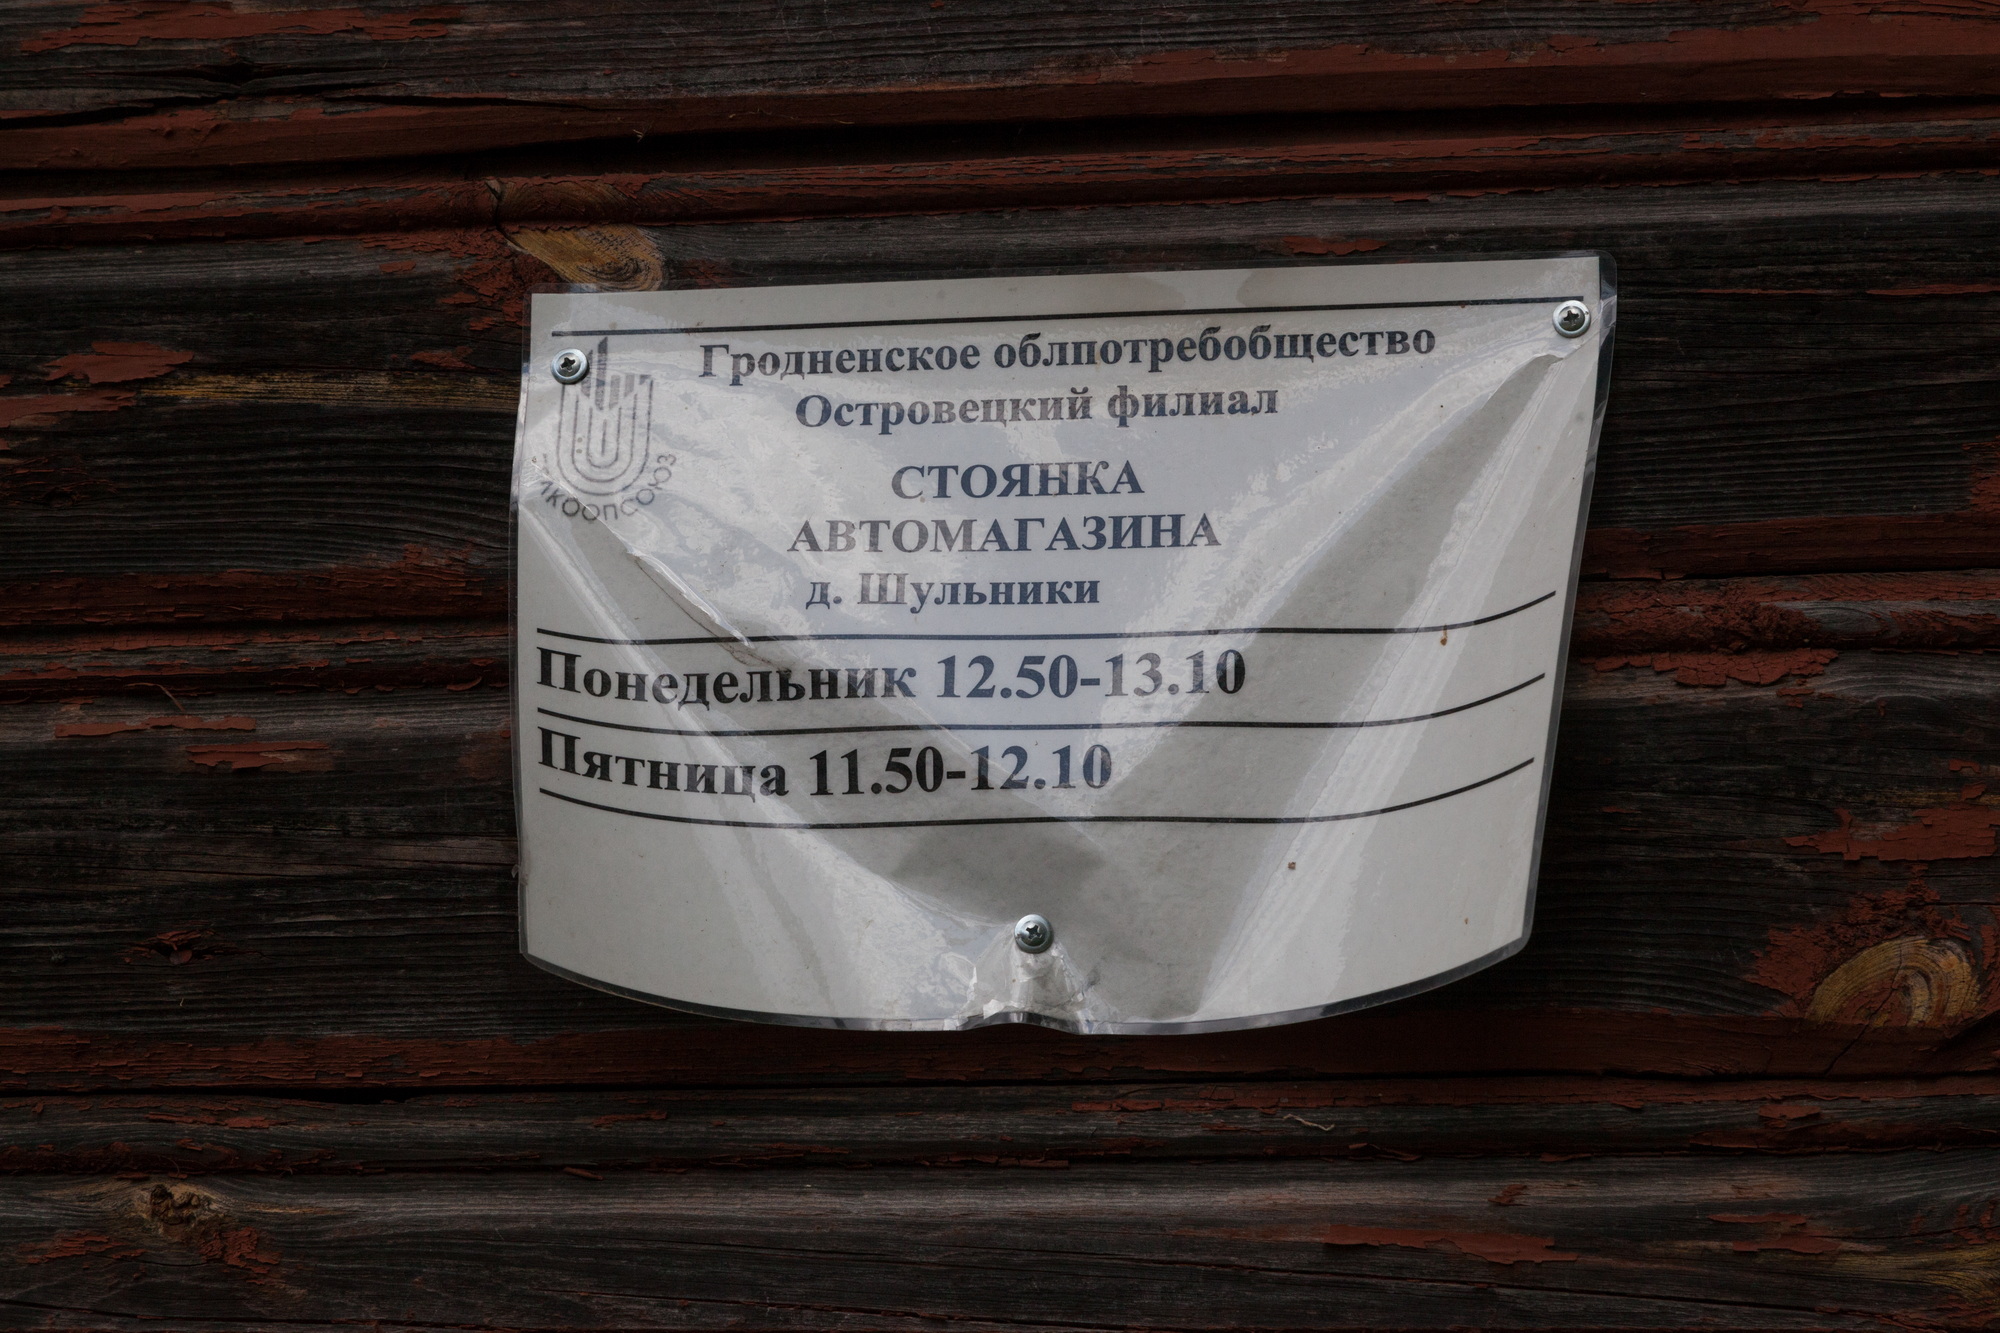 Гродненское облпотребобщество
Островецкий филиал
СТОЯНКА
АВТОМАГАЗИНА
д. Шульники
Понедельник 12.50-13.10
Пятница 11.50-12.10